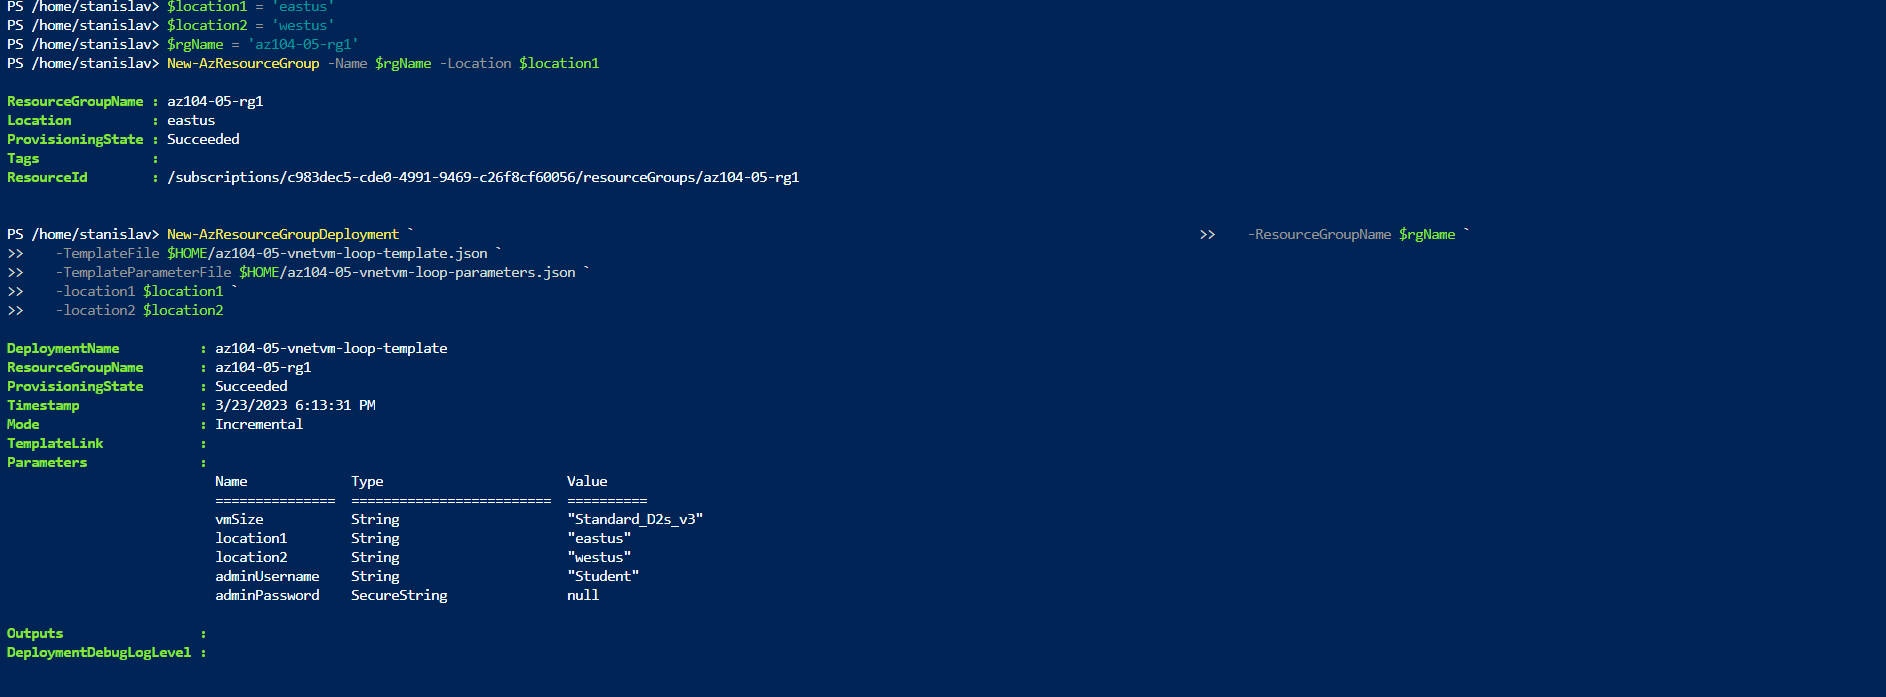 PS /home/stanislav> $location1 = 'eastus'
PS /home/stanislav> $location2 = 'westus'
PS /home/stanislav> $rgName = 'az104-05-rg1'
PS /home/stanislav> New-AzResourceGroup -Name $rgName -Location $location1
ResourceGroupName : az104-05-rg1
Location : eastus
ProvisioningState : Succeeded
Tags :
ResourceId : /subscriptions/c983dec5-cde0-4991-9469-c26f8cf60056/resourceGroups/az104-05-rg1
PS /home/stanislav> New-AzResourceGroupDeployment ` >> -ResourceGroupName $rgName `
>> -TemplateFile $HOME/az104-05-vnetvm-loop-template.json `
>> -TemplateParameterFile $HOME/az104-05-vnetvm-loop-parameters.json `
>> -location1 $location1 `
>> -location2 $location2
DeploymentName : az104-05-vnetvm-loop-template
ResourceGroupName : az104-05-rg1
ProvisioningState : Succeeded
Timestamp : 3/23/2023 6:13:31 PM
Mode : Incremental
TemplateLink :
Parameters :
Name Type Value
=============== ========================= ==========
vmSize String "Standard_D2s_v3"
location1 String "eastus"
location2 String "westus"
adminUsername String "Student"
adminPassword SecureString null
Outputs :
DeploymentDebugLogLevel :